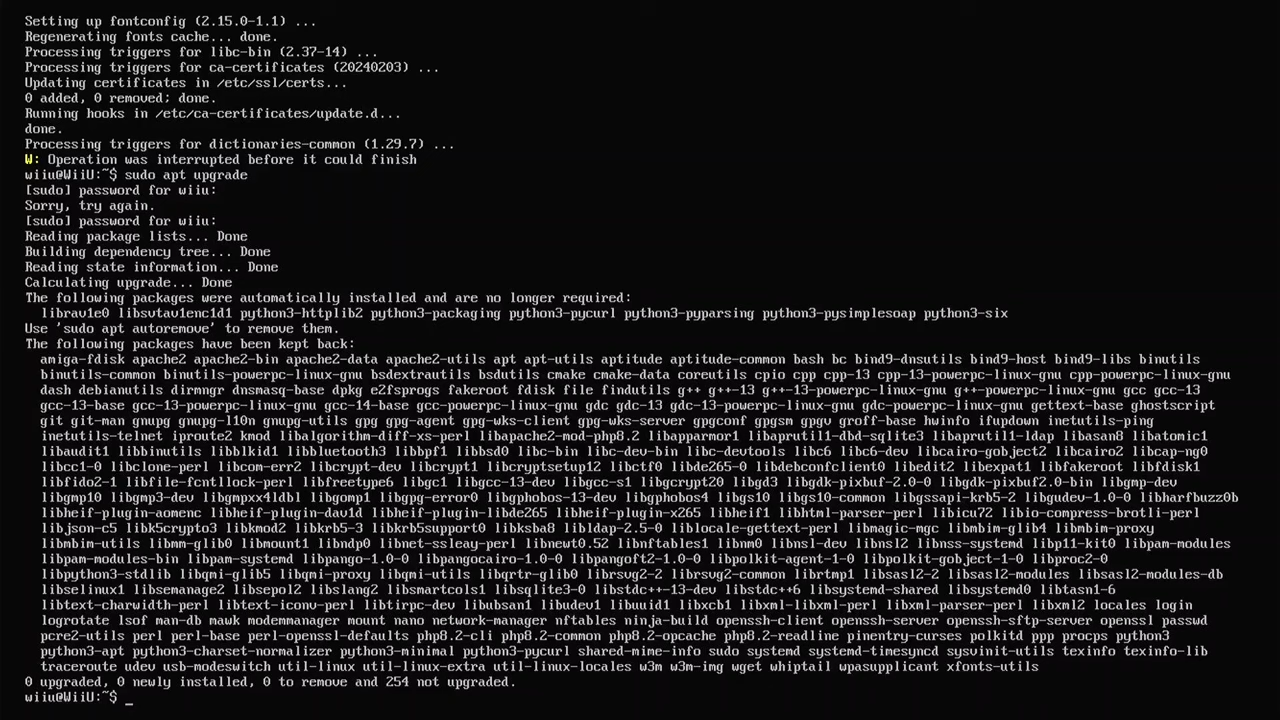 Setting up fontconfig (2.15.0-1.1) ...
Regenerating fonts cache... done.
Processing triggers for libc-bin (2.37-14) ...
Processing triggers for ca-certificates (20240203) ...
Updating certificates in /etc/ssl/certs...
0 added, 0 removed; done.
Running hooks in /etc/ca-certificates/update.d...
done.
Processing triggers for dictionaries-common (1.29.7) ...
W: Operation was interrupted before it could finish
wiiu@WiiU:~$ sudo apt upgrade
[sudo] password for wiiu:
Sorry, try again.
[sudo] password for wiiu:
Reading package lists... Done
Building dependency tree... Done
Reading state information... Done
Calculating upgrade... Done
The following packages were automatically installed and are no longer required:
librav1e0 libsvtav1enc1d1 python3-httplib2 python3-packaging python3-pycurl python3-pyparsing python3-pysimplesoap python3-six
Use 'sudo apt autoremove' to remove them.
The following packages have been kept back:
amiga-fdisk apache2 apache2-bin apache2-data apache2-utils apt apt-utils aptitude aptitude-common bash bc bind9-dnsutils bind9-host bind9-libs binutils
binutils-common binutils-powerpc-linux-gnu bsdextrautils bsdutils cmake cmake-data coreutils cpio cpp cpp-13 cpp-13-powerpc-linux-gnu cpp-powerpc-linux-gnu
dash debianutils dirmngr dnsmasq-base dpkg e2fsprogs fakeroot fdisk file findutils g++ g++-13 g++-13-powerpc-linux-gnu g++-powerpc-linux-gnu gcc gcc-13
gcc-13-base gcc-13-powerpc-linux-gnu gcc-14-base gcc-powerpc-linux-gnu gdc gdc-13 gdc-13-powerpc-linux-gnu gdc-powerpc-linux-gnu gettext-base ghostscript
git git-man gnupg gnupg-l10n gnupg-utils gpg gpg-agent gpg-wks-client gpg-wks-server gpgconf gpgsm gpgv groff-base hwinfo ifupdown inetutils-ping
inetutils-telnet iproute2 kmod libalgorithm-diff-xs-perl libapache2-mod-php8.2 libapparmor1 libaprutil1-dbd-sqlite3 libaprutil1-ldap libasan8 libatomic1
libaudit1 libbinutils libblkid1 libbluetooth3 libbpf1 libbsd0 libc-bin libc-dev-bin libc-devtools libc6 libc6-dev libcairo-gobject2 libcairo2 libcap-ng0
libcc1-0 libclone-perl libcom-err2 libcrypt-dev libcrypt1 libcryptsetup12 libctf0 libde265-0 libdebconfclient0 libedit2 libexpat1 libfakeroot libfdisk1
libfido2-1 libfile-fcntllock-perl libfreetype6 libgc1 libgcc-13-dev libgcc-s1 libgcrypt20 libgd3 libgdk-pixbuf-2.0-0 libgdk-pixbuf2.0-bin libgmp-dev
libgmp10 libgmp3-dev libgmpxx4ldbl libgomp1 libgpg-error0 libgphobos-13-dev libgphobos4 libgs10 libgs10-common libgssapi-krb5-2 libgudev-1.0-0 libharfbuzz0b
libheif-plugin-aomenc libheif-plugin-dav1d libheif-plugin-libde265 libheif-plugin-x265 libheif1 libhtml-parser-perl libicu72 libio-compress-brotli-perl
libjson-c5 libk5crypto3 libkmod2 libkrb5-3 libkrb5support0 libksba8 libldap-2.5-0 liblocale-gettext-perl libmagic-mgc libmbim-glib4 libmbim-proxy
libmbim-utils libmm-glib0 libmount1 libndp0 libnet-ssleay-perl libnewt0.52 libnftables1 libnm0 libnsl-dev libnsl2 libnss-systemd libp11-kit0 libpam-modules
libpam-modules-bin libpam-systemd libpango-1.0-0 libpangocairo-1.0-0 libpangoft2-1.0-0 libpolkit-agent-1-0 libpolkit-gobject-1-0 libproc2-0
libpython3-stdlib libqmi-glib5 libqmi-proxy libqmi-utils libqrtr-glib0 librsvg2-2 librsvg2-common librtmp1 libsasl2-2 libsasl2-modules libsasl2-modules-db
libselinux1 libsemanage2 libsepol2 libslang2 libsmartcols1 libsqlite3-0 libstdc++-13-dev libstdc++6 libsystemd-shared libsystemd0 libtasn1-6
libtext-charwidth-perl libtext-iconv-perl libtirpc-dev libubsan1 libudev1 libuuid1 libxcb1 libxml-libxml-perl libxml-parser-perl libxml2 locales login
logrotate lsof man-db mawk modemmanager mount nano network-manager nftables ninja-build openssh-client openssh-server openssh-sftp-server openssl passwd
pcre2-utils perl perl-base perl-openssl-defaults php8.2-cli php8.2-common php8.2-opcache php8.2-readline pinentry-curses polkitd ppp procps python3
python3-apt python3-charset-normalizer python3-minimal python3-pycurl shared-mime-info sudo systemd systemd-timesyncd sysvinit-utils texinfo texinfo-lib
traceroute udev usb-modeswitch util-linux util-linux-extra util-linux-locales w3m w3m-img wget whiptail wpasupplicant xfonts-utils
0 upgraded, 0 newly installed, 0 to remove and 254 not upgraded.
wiiu@WiiU:~$ _